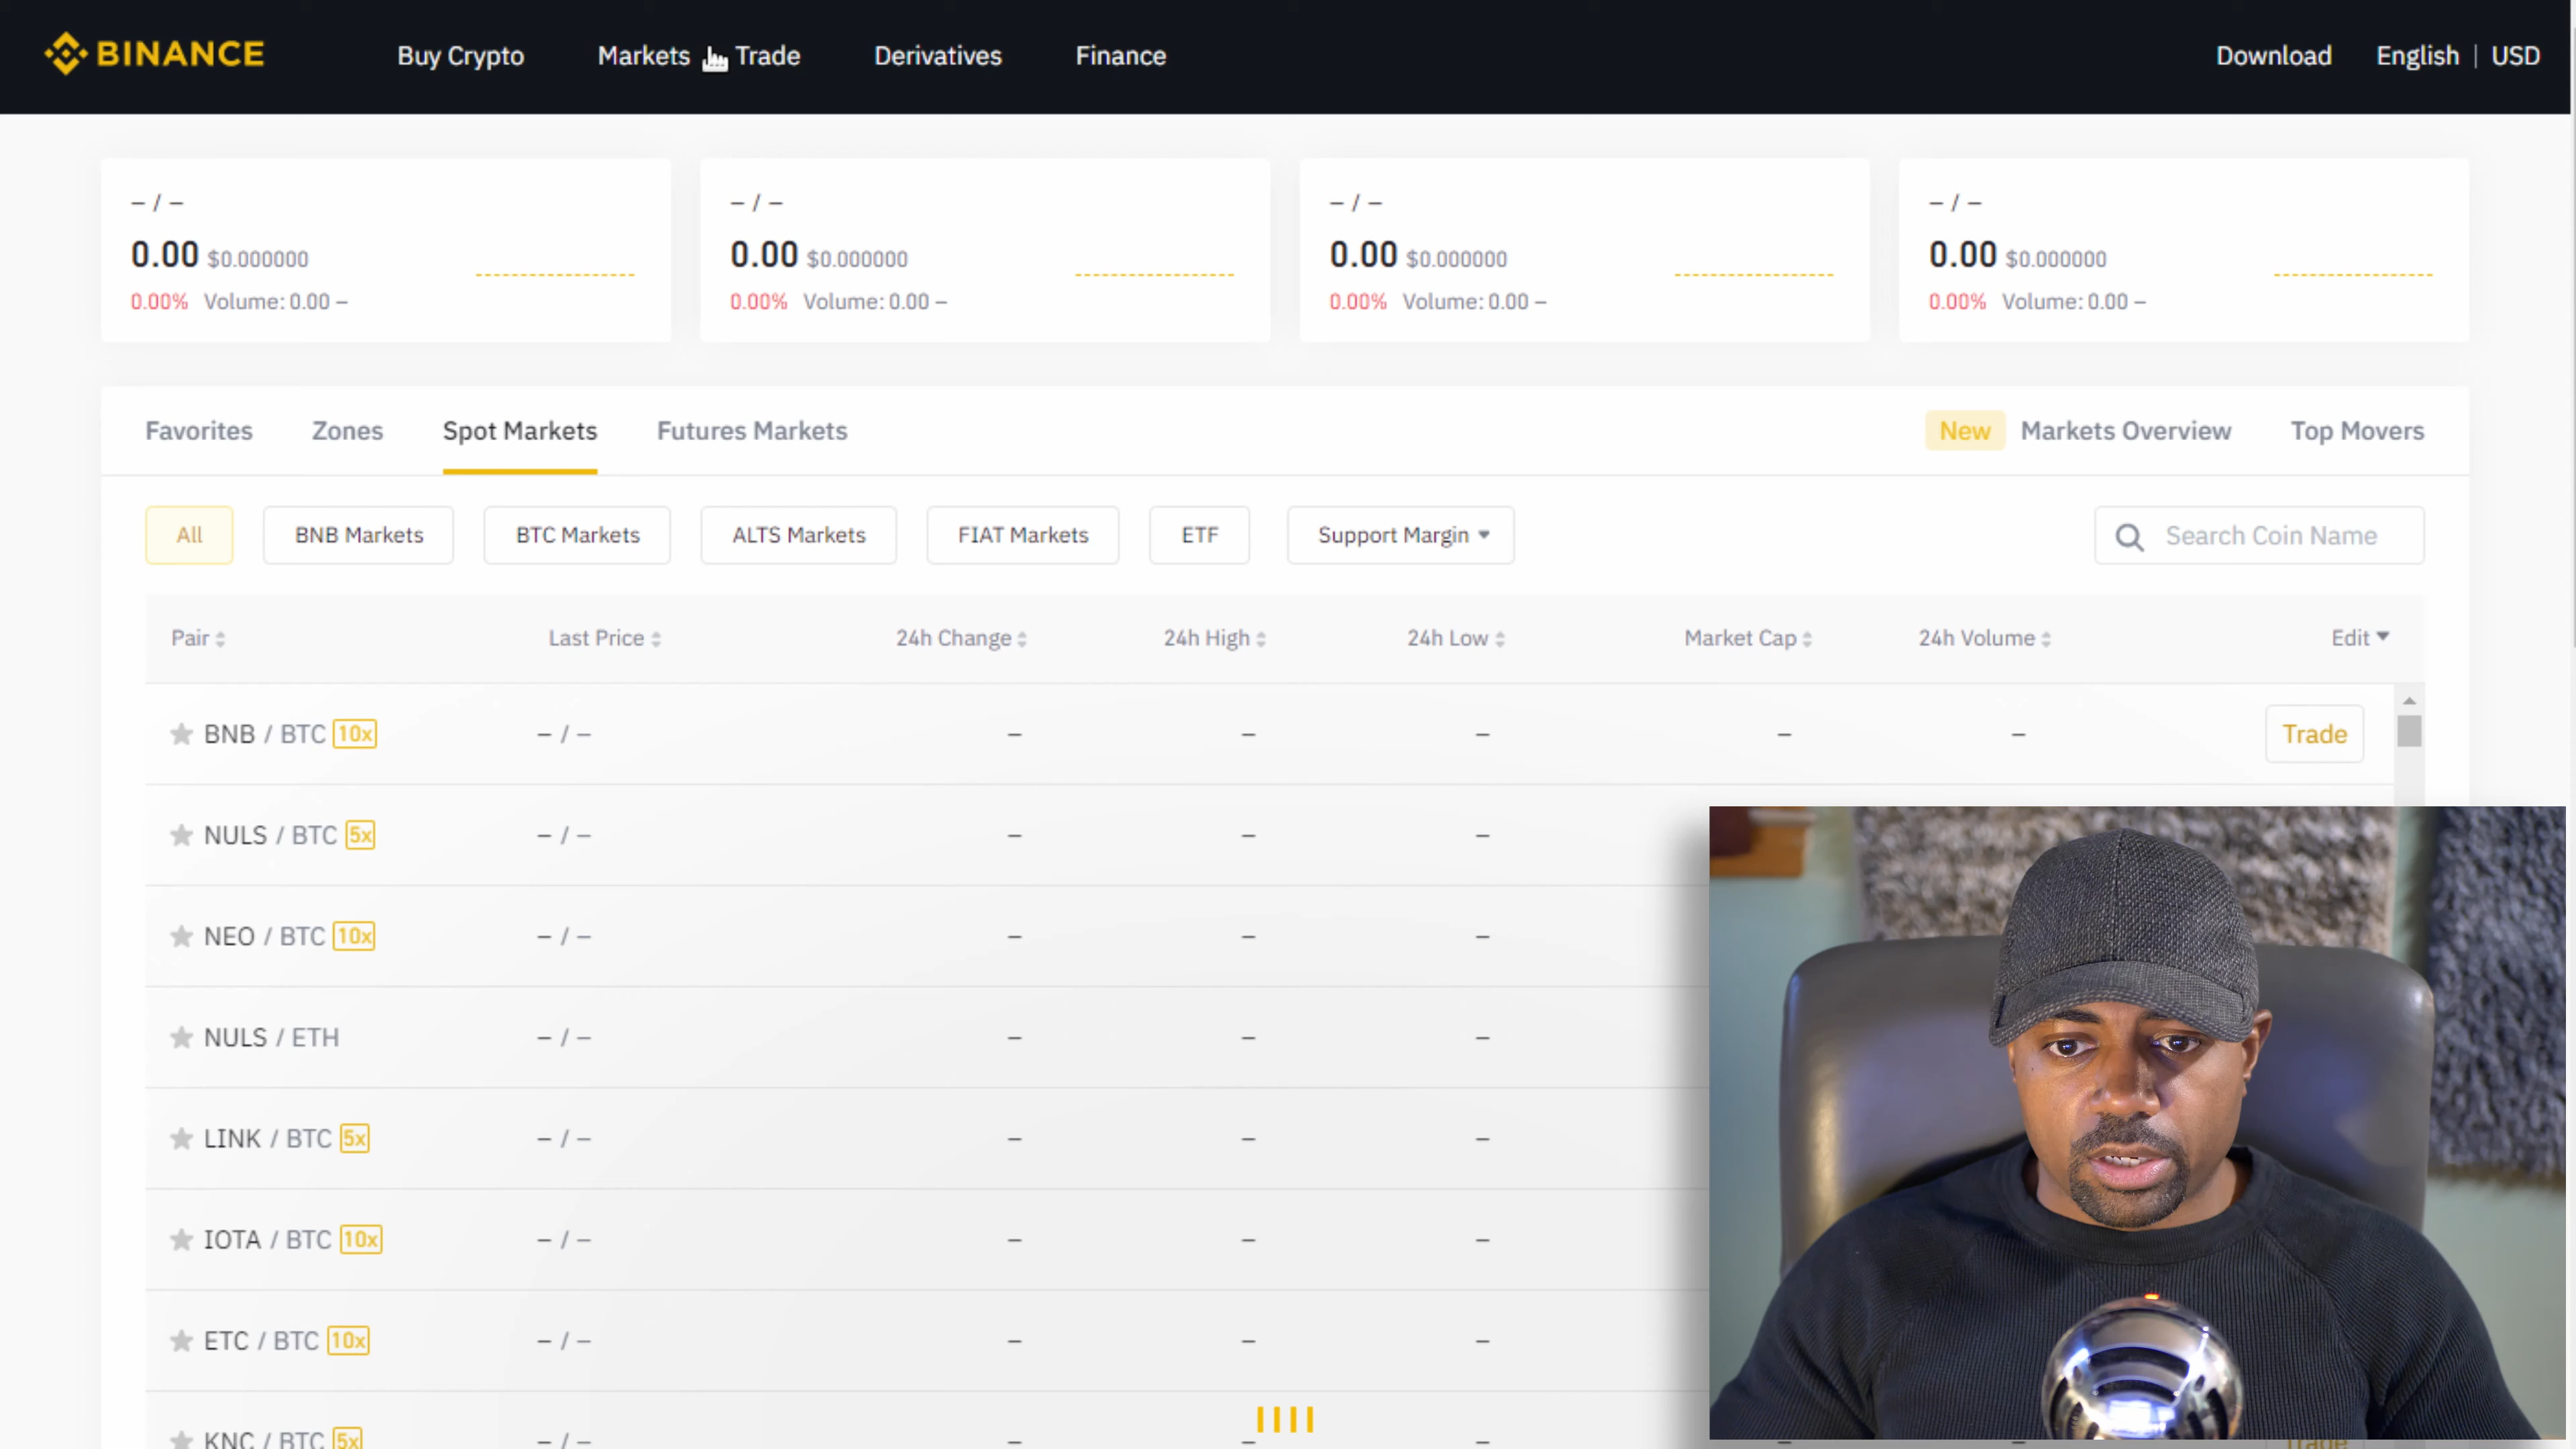 BINANCE Buy Crypto Markets Trade Derivatives Finance Download English | USD
– / – – / – – / – – / –
0.00 $0.000000 0.00 $0.000000 0.00 $0.000000 0.00 $0.000000
0.00% Volume: 0.00 – 0.00% Volume: 0.00 – 0.00% Volume: 0.00 – 0.00% Volume: 0.00 –
Favorites Zones Spot Markets Futures Markets New Markets Overview Top Movers
All BNB Markets BTC Markets ALTS Markets FIAT Markets ETF Support Margin Search Coin Name
Pair Last Price 24h Change 24h High 24h Low Market Cap 24h Volume Edit
BNB / BTC 10x – / – – – – – – Trade
NULS / BTC 5x – / – – – –
NEO / BTC 10x – / – – – –
NULS / ETH – / – – – –
LINK / BTC 5x – / – – – –
IOTA / BTC 10x – / – – – –
ETC / BTC 10x – / – – – –
KNC / BTC 5x – / – – – – – – Trade